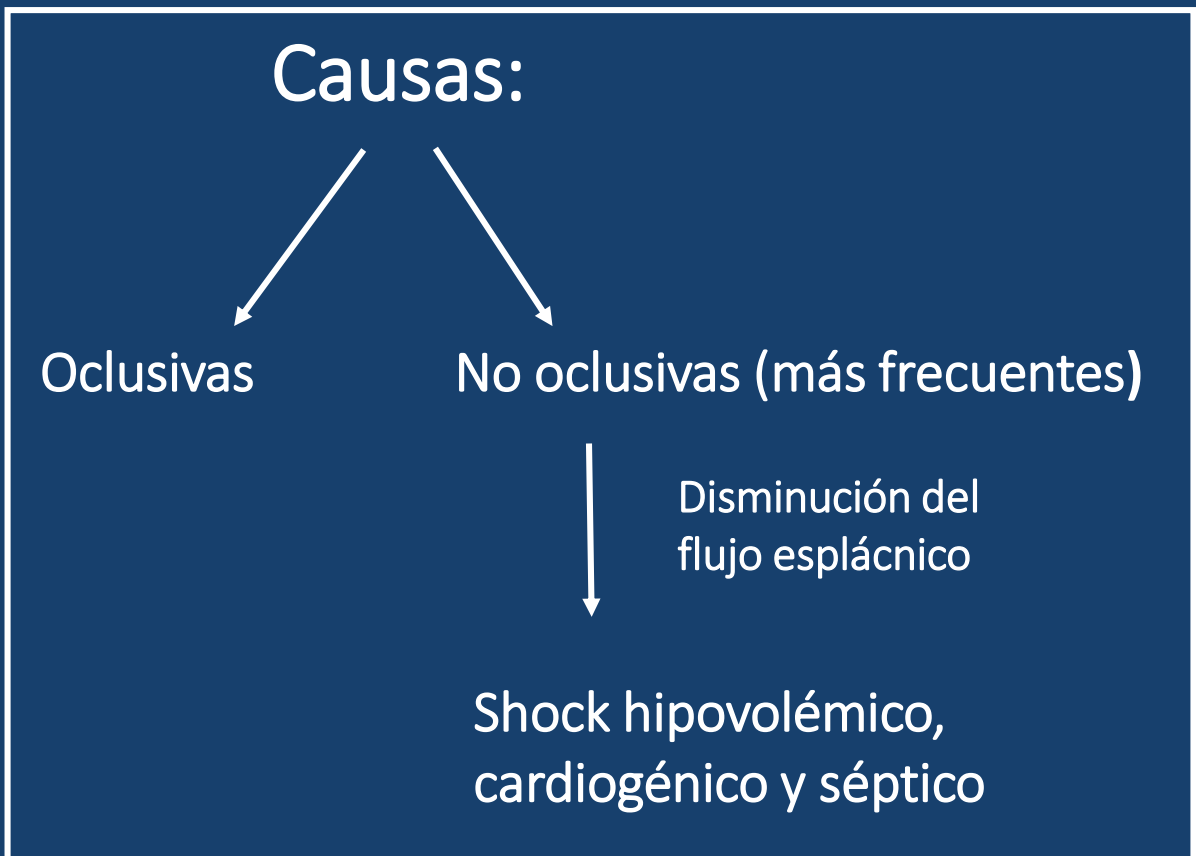 Causas:
Oclusivas
No oclusivas (más frecuentes)
Disminución del
flujo esplácnico
Shock hipovolémico,
cardiogénico y séptico